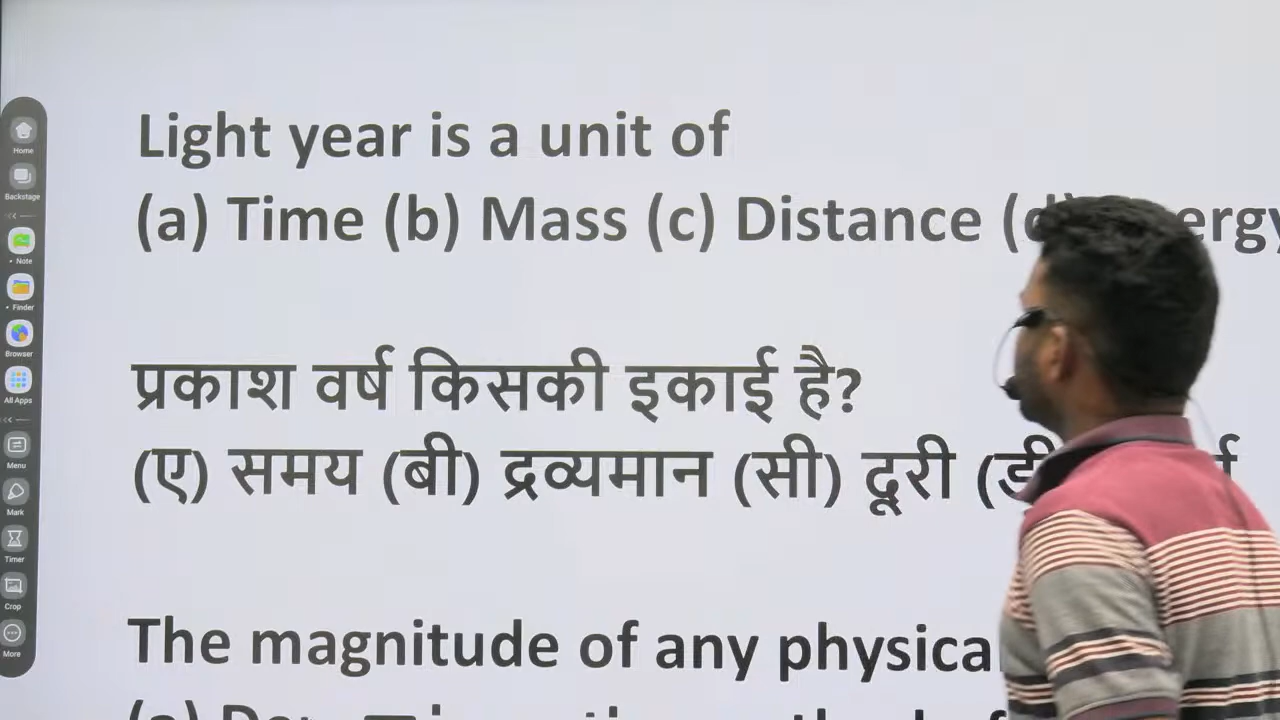 Home
Backstage
Note
Finder
Browser
All Apps
Menu
Mark
Timer
Crop
More
Light year is a unit of
(a) Time (b) Mass (c) Distance
प्रकाश वर्ष किसकी इकाई है?
(ए) समय (बी) द्रव्यमान (सी) दूरी
The magnitude of any